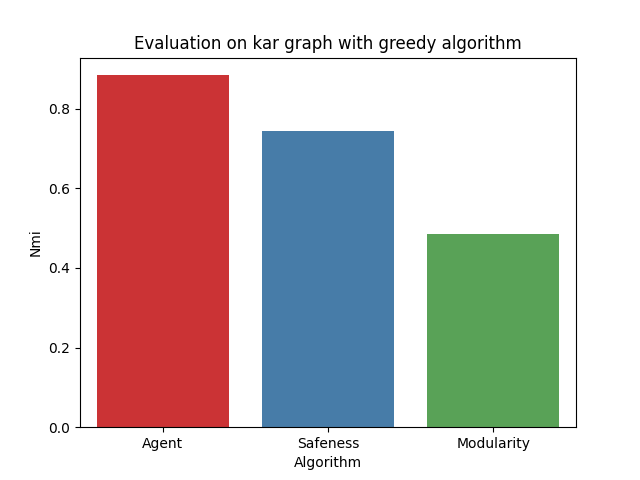 Evaluation on kar graph with greedy algorithm
Nmi
0.8
0.6
0.4
0.2
0.0
Agent
Safeness
Modularity
Algorithm